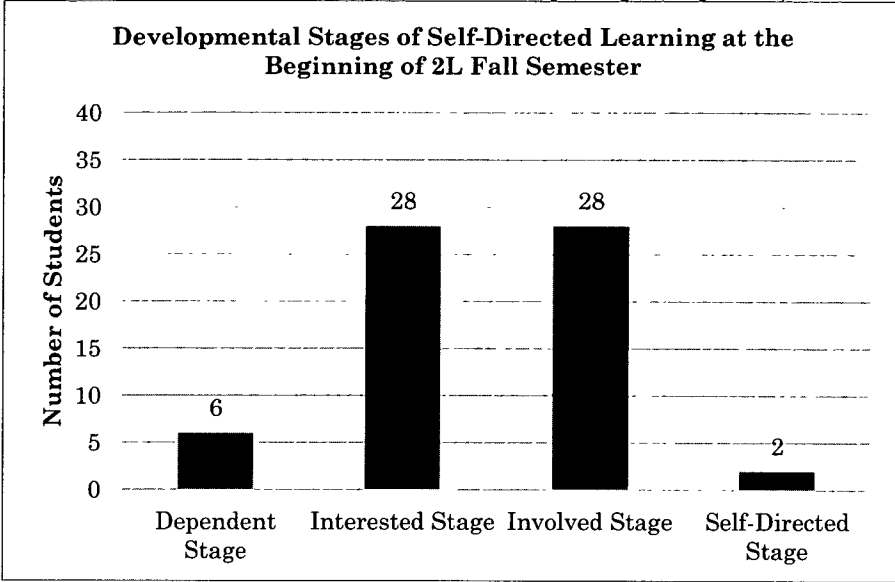 Developmental Stages of Self-Directed Learning at the
Beginning of 2L Fall Semester
Number of Students
40
35
30
25
20
15
10
5
0
6
28
28
2
Dependent
Stage
Interested Stage
Involved Stage
Self-Directed
Stage